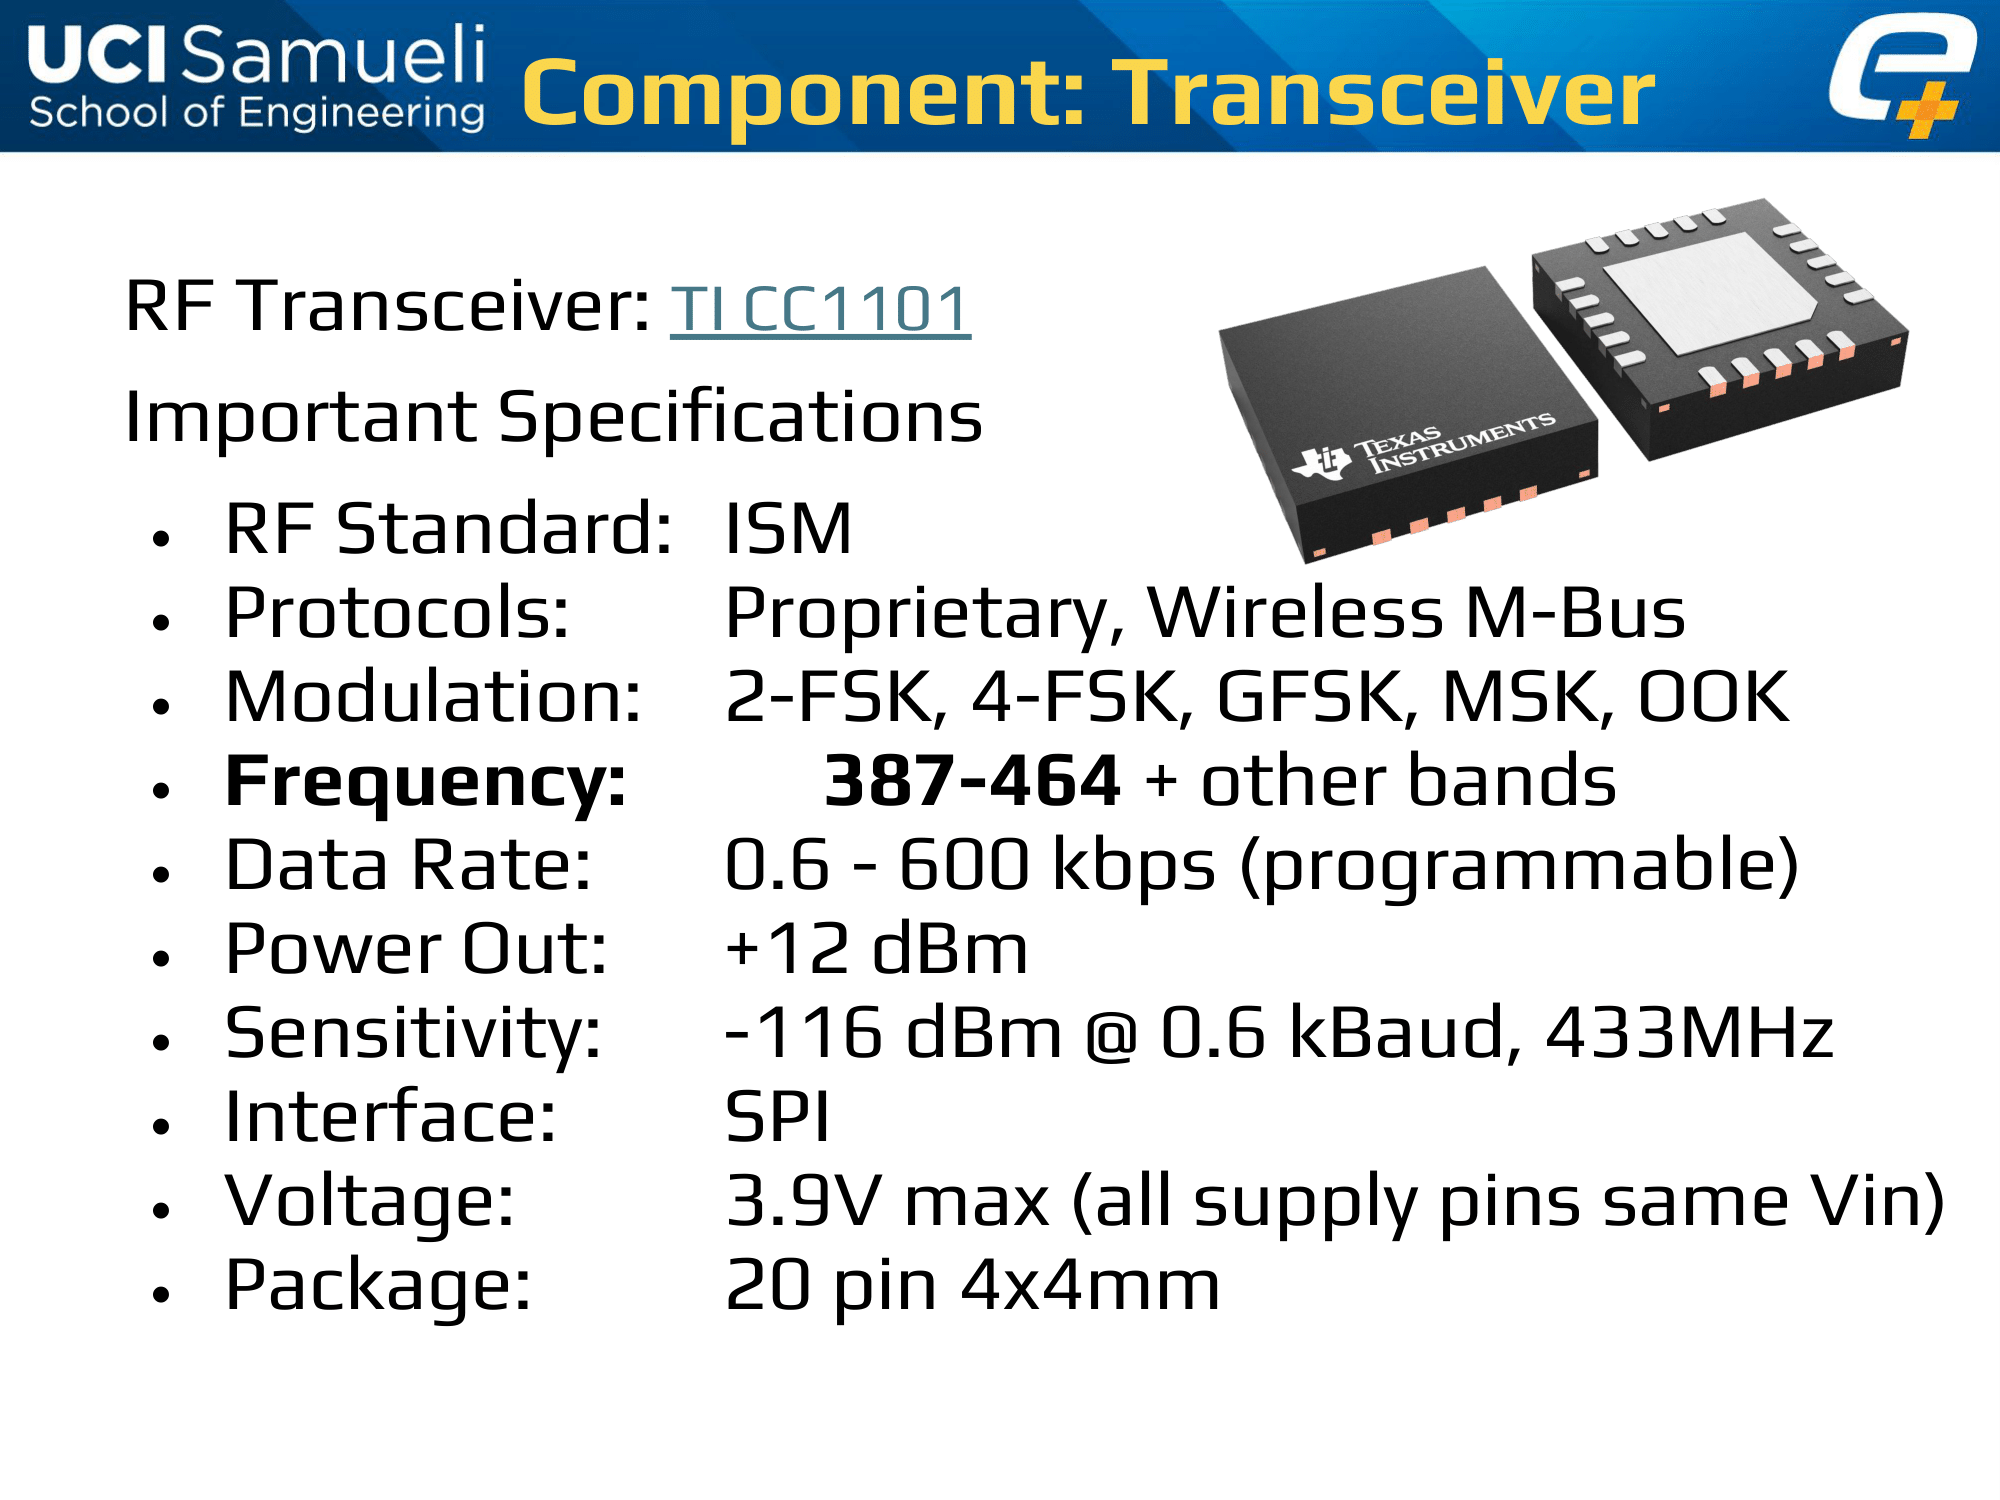 UCI Samueli
School of Engineering
Component: Transceiver
e+
RF Transceiver: TI CC1101
Important Specifications
TEXAS
INSTRUMENTS
• RF Standard: ISM
• Protocols: Proprietary, Wireless M-Bus
• Modulation: 2-FSK, 4-FSK, GFSK, MSK, OOK
• Frequency: 387-464 + other bands
• Data Rate: 0.6 - 600 kbps (programmable)
• Power Out: +12 dBm
• Sensitivity: -116 dBm @ 0.6 kBaud, 433MHz
• Interface: SPI
• Voltage: 3.9V max (all supply pins same Vin)
• Package: 20 pin 4x4mm